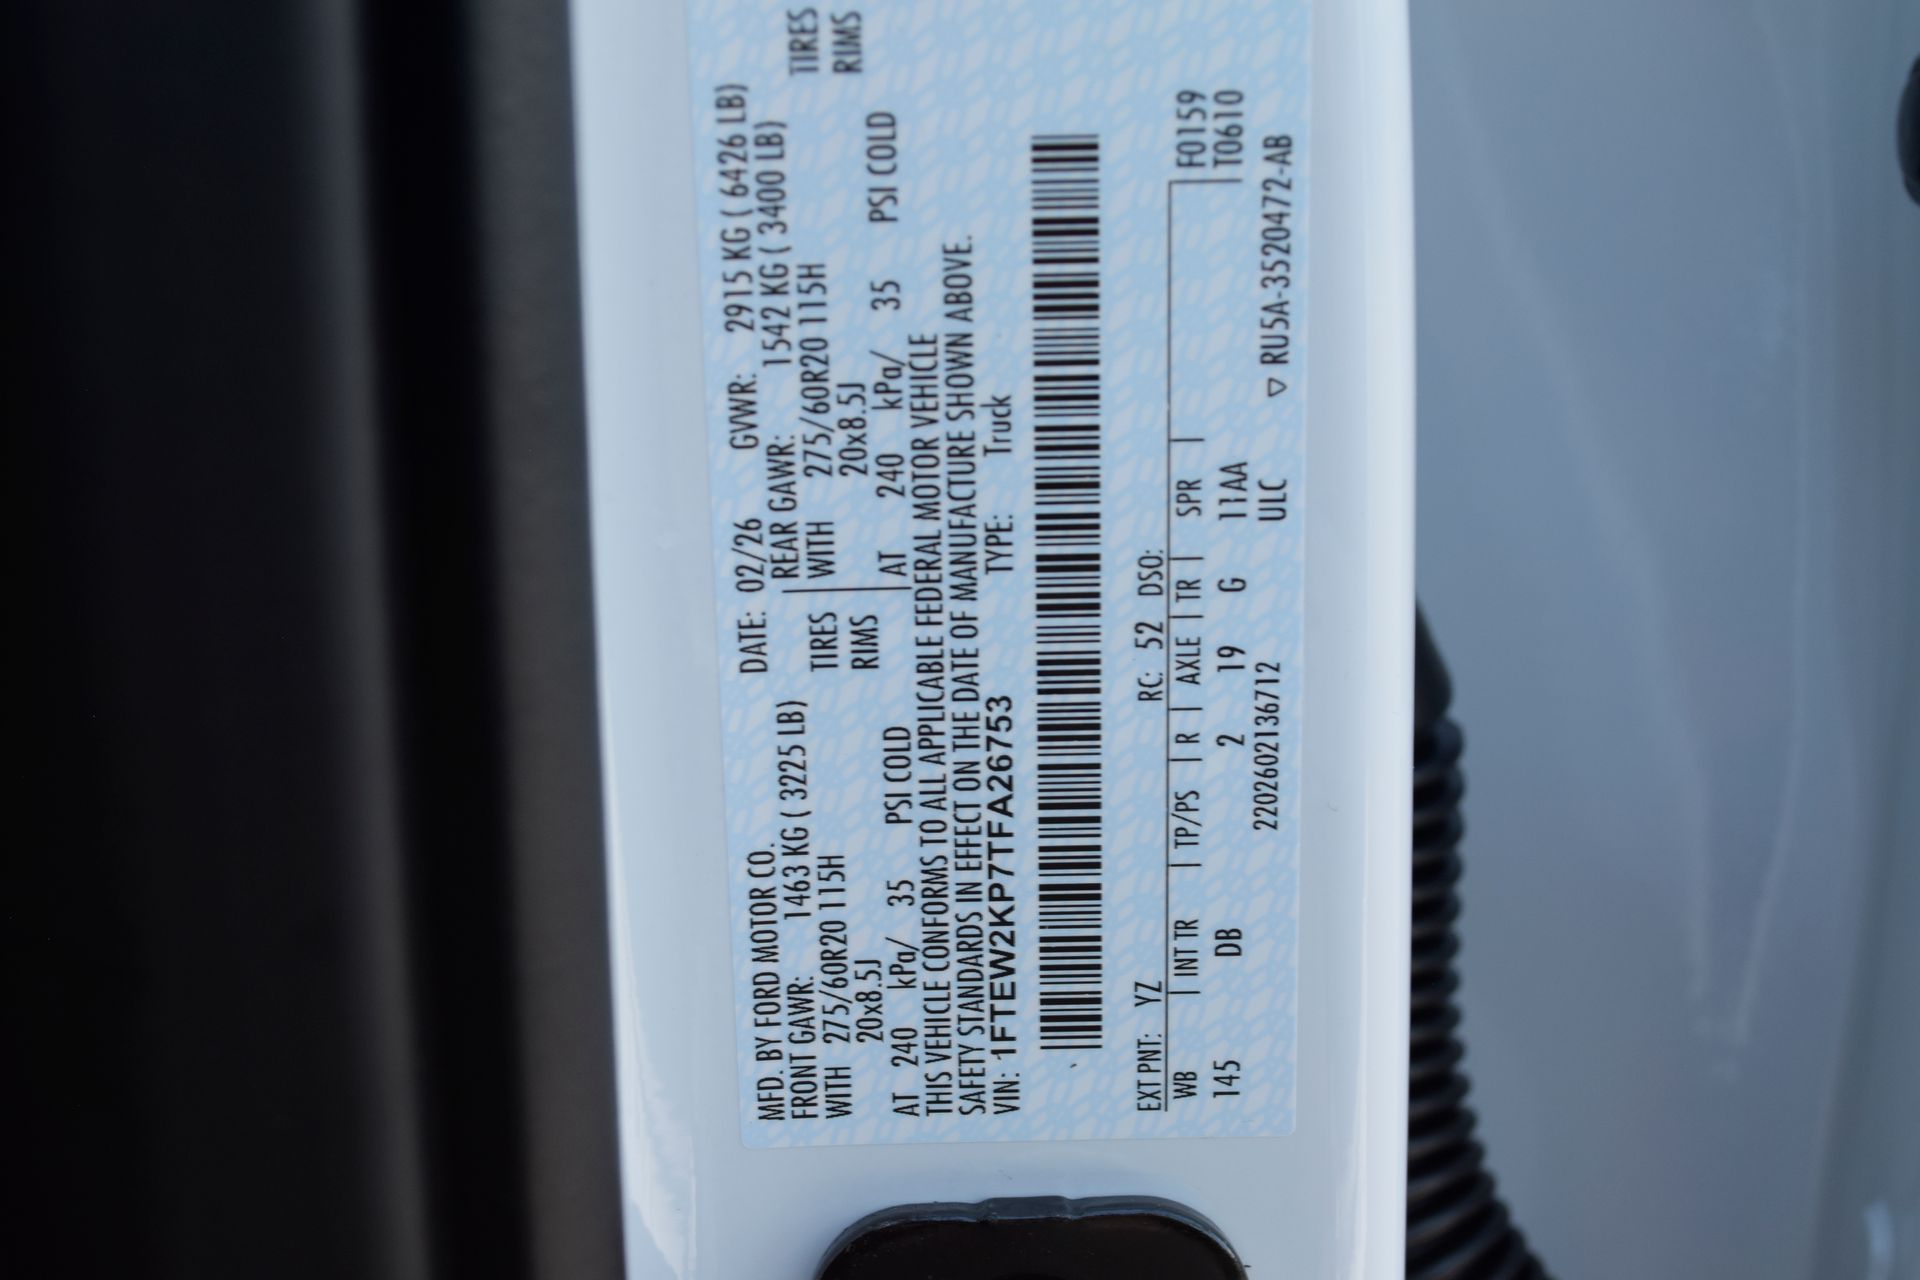 MFD. BY FORD MOTOR CO. DATE: 02/26 GVWR: 2915 KG ( 6426 LB)
FRONT GAWR: 1463 KG ( 3225 LB) REAR GAWR: 1542 KG ( 3400 LB)
WITH 275/60R20 115H TIRES WITH 275/60R20 115H TIRES
20x8.5J RIMS 20x8.5J RIMS
AT 240 kPa/ 35 PSI COLD AT 240 kPa/ 35 PSI COLD
THIS VEHICLE CONFORMS TO ALL APPLICABLE FEDERAL MOTOR VEHICLE
SAFETY STANDARDS IN EFFECT ON THE DATE OF MANUFACTURE SHOWN ABOVE.
VIN: 1FTEW2KP7TFA26753 TYPE: Truck
EXT PNT: YZ RC: 52 DSO:
WB | INT TR | TP/PS | R | AXLE | TR | SPR | F0159
145 DB 2 19 G 11AA T0610
2202602136712 ULC
▽ RU5A-3520472-AB